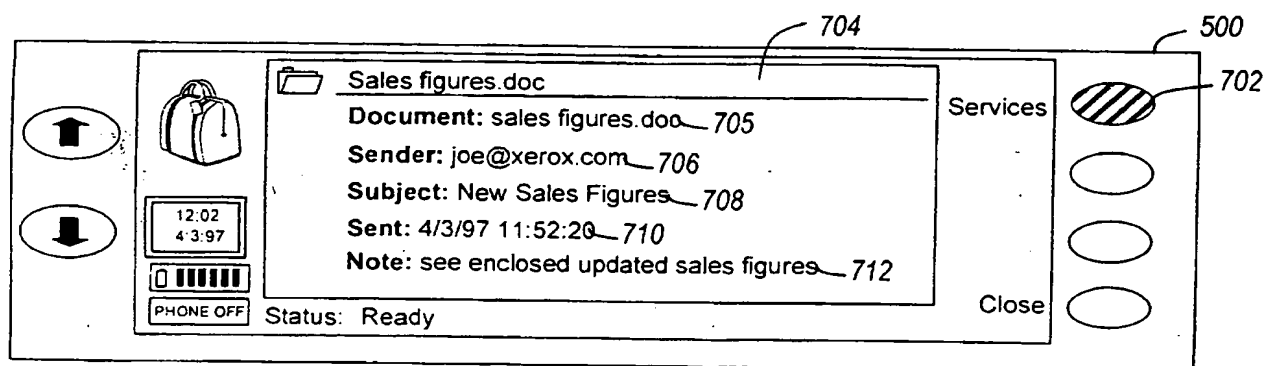 704
500
702
Sales figures.doc
Services
Document: sales figures.doc 705
Sender: joe@xerox.com 706
Subject: New Sales Figures 708
12:02
4·3:97
Sent: 4/3/97 11:52:20 710
Note: see enclosed updated sales figures 712
PHONE OFF
Status: Ready
Close